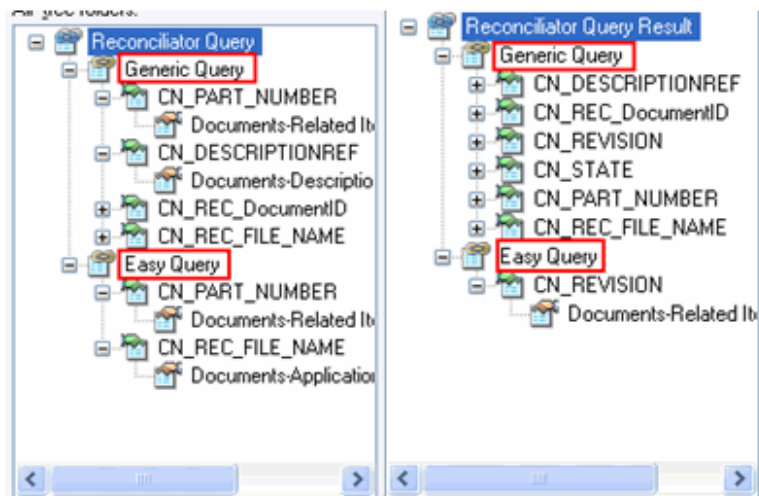 Reconciliator Query
Generic Query
CN_PART_NUMBER
Documents-Related It
CN_DESCRIPTIONREF
Documents-Descriptio
CN_REC_DocumentID
CN_REC_FILE_NAME
Easy Query
CN_PART_NUMBER
Documents-Related It
CN_REC_FILE_NAME
Documents-Application
Reconciliator Query Result
Generic Query
CN_DESCRIPTIONREF
CN_REC_DocumentID
CN_REVISION
CN_STATE
CN_PART_NUMBER
CN_REC_FILE_NAME
Easy Query
CN_REVISION
Documents-Related It